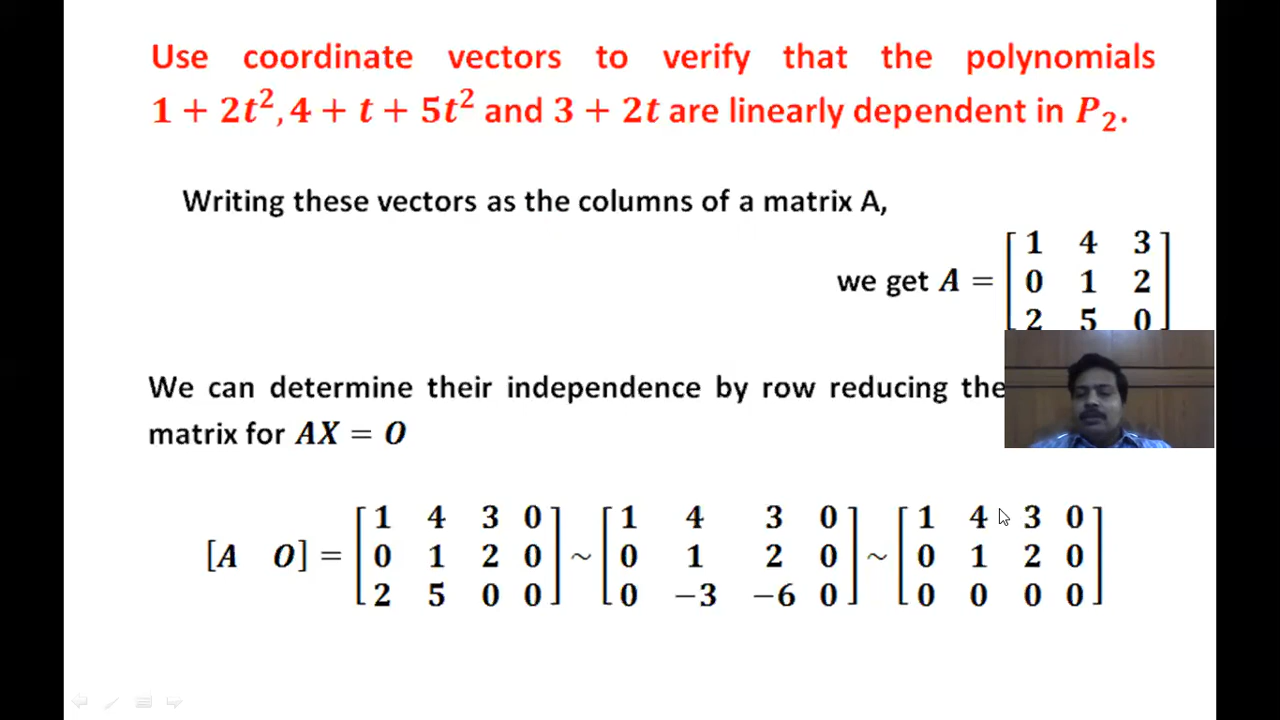 Use coordinate vectors to verify that the polynomials
1 + 2t², 4 + t + 5t² and 3 + 2t are linearly dependent in P₂.
Writing these vectors as the columns of a matrix A,
we get A = [1 4 3
0 1 2
2 5 0]
We can determine their independence by row reducing the
matrix for AX = O
[A O] = [1 4 3 0 ~ [1 4 3 0 ~ [1 4 3 0
0 1 2 0 0 1 2 0 0 1 2 0
2 5 0 0] 0 −3 −6 0] 0 0 0 0]